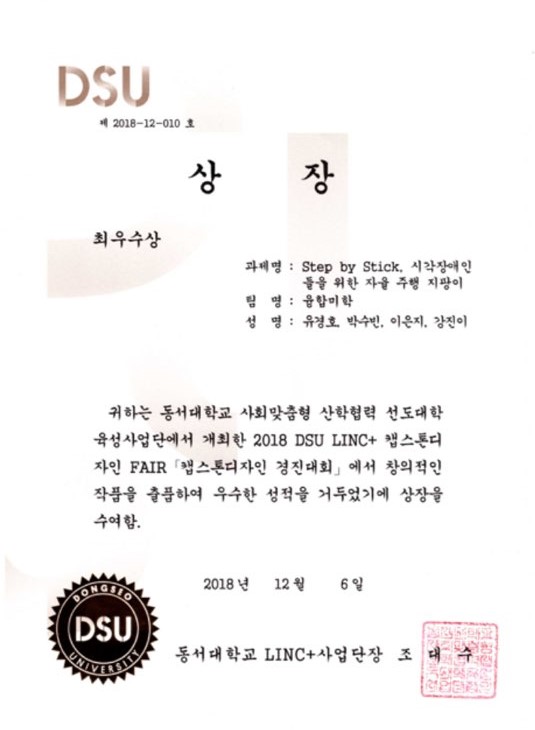 DSU
제 2018-12-010 호
상 장
최우수상
과제명 : Step by Stick, 시각장애인
들을 위한 자율 주행 지팡이
팀 명 : 융합미학
성 명 : 유경호, 박수빈, 이은지, 강진이
귀하는 동서대학교 사회맞춤형 산학협력 선도대학
육성사업단에서 개최한 2018 DSU LINC+ 캡스톤디
자인 FAIR 「캡스톤디자인 경진대회」에서 창의적인
작품을 출품하여 우수한 성적을 거두었기에 상장을
수여함.
2018년 12월 6일
DONGSEO
DSU
UNIVERSITY
동서대학교 LINC+사업단장 조 대 수